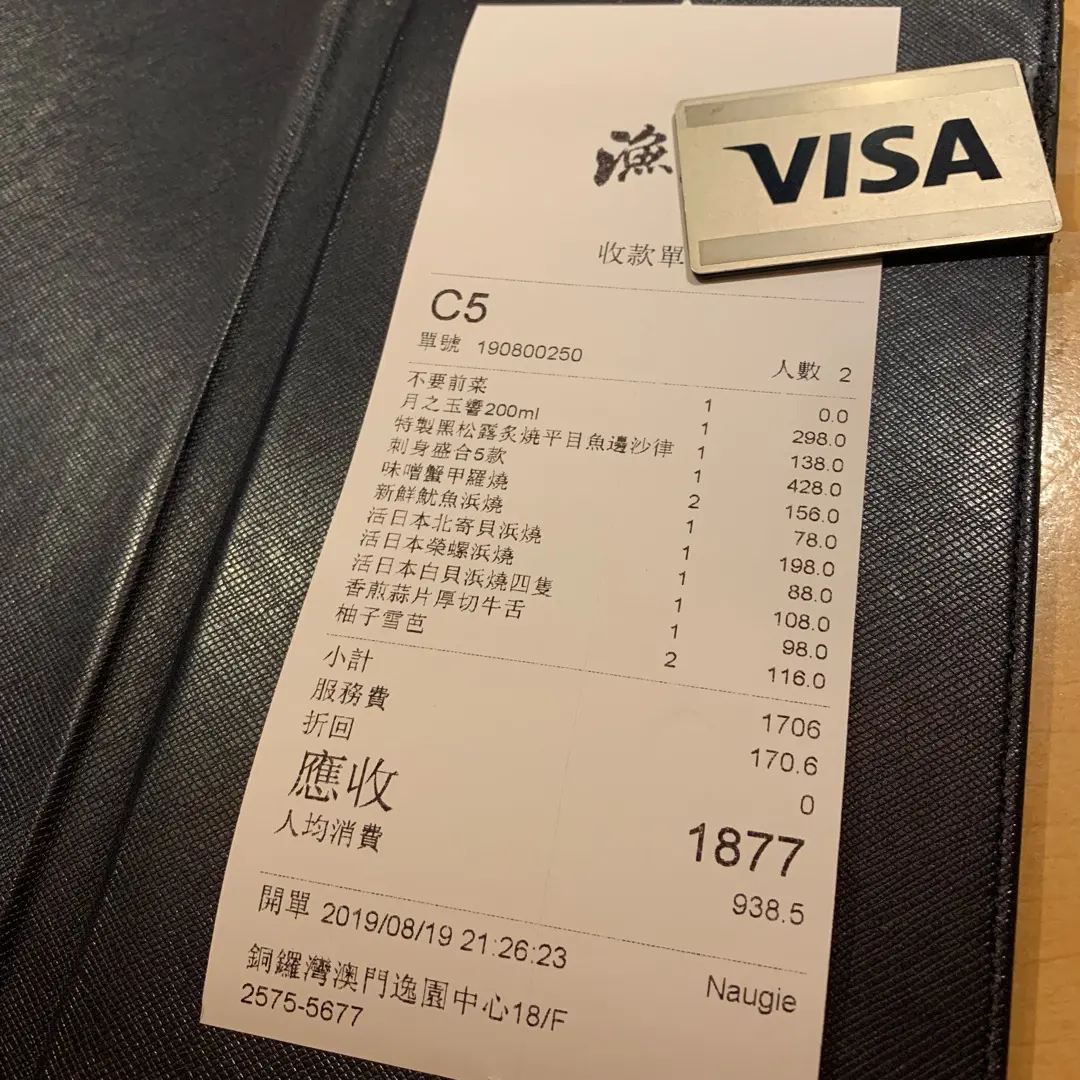 漁
VISA
收款單
C5
單號 190800250 人數 2
不要前菜 1 0.0
月之玉響200ml 1 298.0
特製黑松露炙燒平目魚邊沙律 1 138.0
刺身盛合5款 1 428.0
味噌蟹甲羅燒 2 156.0
新鮮魷魚浜燒 1 78.0
活日本北寄貝浜燒 1 198.0
活日本榮螺浜燒 1 88.0
活日本白貝浜燒四隻 1 108.0
香煎蒜片厚切牛舌 1 98.0
柚子雪芭 2 116.0
小計 1706
服務費 170.6
折回 0
應收 1877
人均消費 938.5
開單 2019/08/19 21:26:23 Naugie
銅鑼灣澳門逸園中心18/F
2575-5677